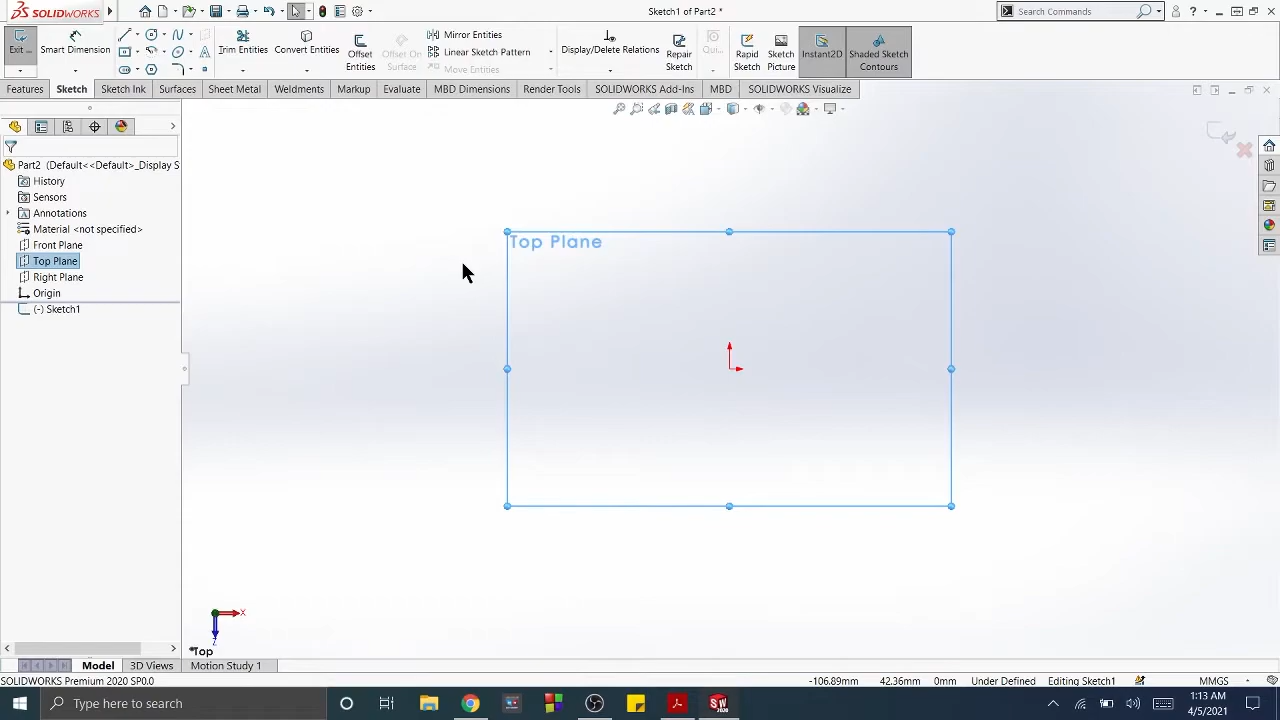 SOLIDWORKS
Sketch1 of Part2 *
Search Commands
Exit...
Smart Dimension
Trim Entities
Convert Entities
Offset Entities
Offset On Surface
Mirror Entities
Linear Sketch Pattern
Move Entities
Display/Delete Relations
Repair Sketch
Qui...
Rapid Sketch
Sketch Picture
Instant2D
Shaded Sketch Contours
Features
Sketch
Sketch Ink
Surfaces
Sheet Metal
Weldments
Markup
Evaluate
MBD Dimensions
Render Tools
SOLIDWORKS Add-Ins
MBD
SOLIDWORKS Visualize
Part2 (Default<<Default>_Display S
History
Sensors
Annotations
Material <not specified>
Front Plane
Top Plane
Right Plane
Origin
(-) Sketch1
Top Plane
X
Z
*Top
Model
3D Views
Motion Study 1
SOLIDWORKS Premium 2020 SP0.0
-106.89mm
42.36mm
0mm
Under Defined
Editing Sketch1
MMGS
Type here to search
1:13 AM
4/5/2021